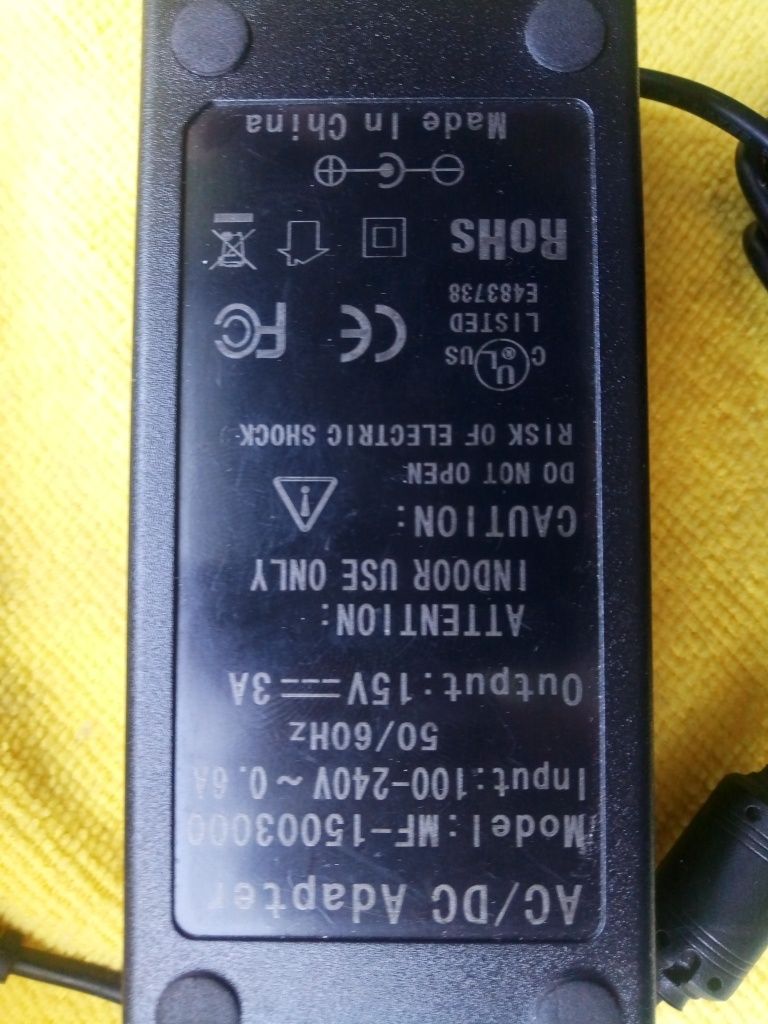 AC/DC Adapter
Model:MF-15003000
Input:100-240V~0.6A
50/60Hz
Output:15V⎓3A
ATTENTION:
INDOOR USE ONLY
CAUTION:
DO NOT OPEN
RISK OF ELECTRIC SHOCK
C UL US
LISTED
E483738
CE FC
RoHS
Made In China